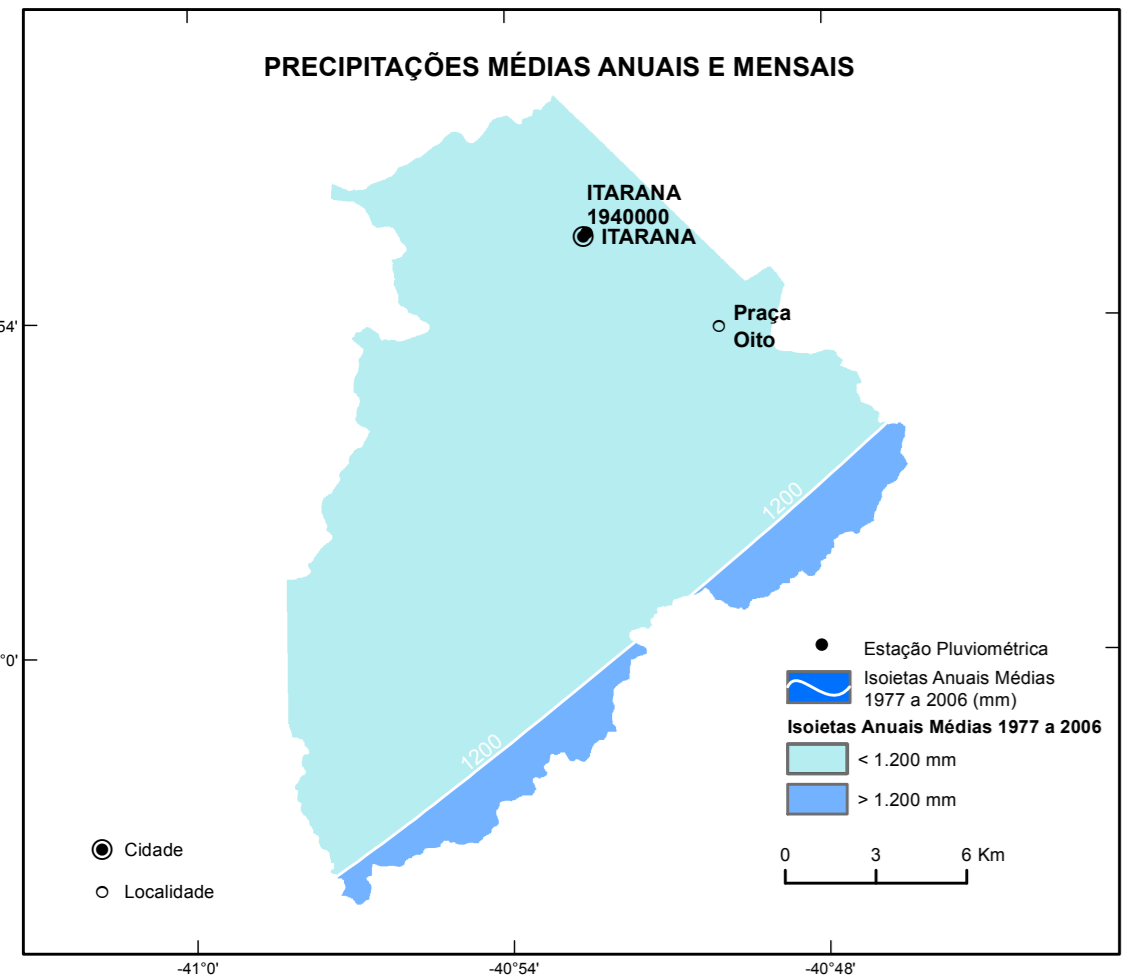 PRECIPITAÇÕES MÉDIAS ANUAIS E MENSAIS
ITARANA
1940000
ITARANA
Praça
Oito
54'
1200
°0'
1200
Estação Pluviométrica
Isoietas Anuais Médias
1977 a 2006 (mm)
Isoietas Anuais Médias 1977 a 2006
< 1.200 mm
> 1.200 mm
Cidade
Localidade
0 3 6 Km
-41°0' -40°54' -40°48'